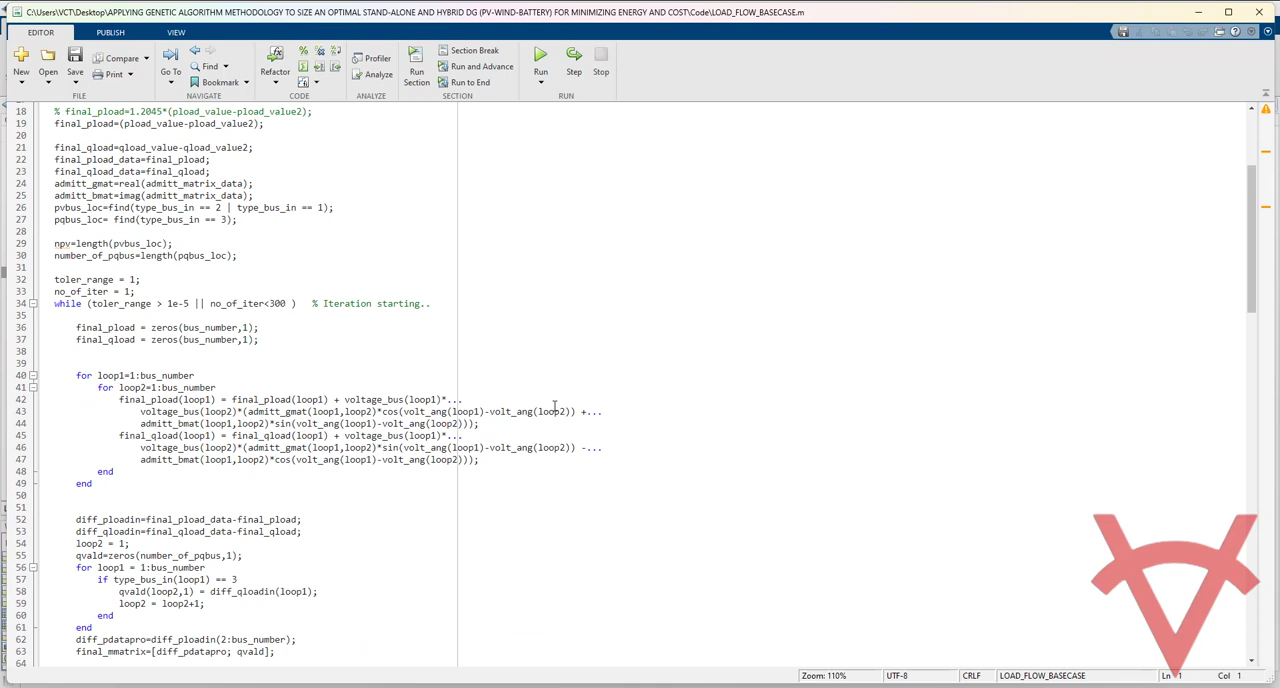 C:\Users\VCT\Desktop\APPLYING GENETIC ALGORITHM METHODOLOGY TO SIZE AN OPTIMAL STAND-ALONE AND HYBRID DG (PV-WIND-BATTERY) FOR MINIMIZING ENERGY AND COST\Code\LOAD_FLOW_BASECASE.m
EDITOR PUBLISH VIEW
New Open Save Compare Print Go To Find Bookmark Refactor Profiler Analyze Run Section Section Break Run and Advance Run to End Run Step Stop
FILE NAVIGATE CODE ANALYZE SECTION RUN
18 % final_pload=1.2045*(pload_value-pload_value2);
19 final_pload=(pload_value-pload_value2);
20
21 final_qload=qload_value-qload_value2;
22 final_pload_data=final_pload;
23 final_qload_data=final_qload;
24 admitt_gmat=real(admitt_matrix_data);
25 admitt_bmat=imag(admitt_matrix_data);
26 pvbus_loc=find(type_bus_in == 2 | type_bus_in == 1);
27 pqbus_loc= find(type_bus_in == 3);
28
29 npv=length(pvbus_loc);
30 number_of_pqbus=length(pqbus_loc);
31
32 toler_range = 1;
33 no_of_iter = 1;
34 while (toler_range > 1e-5 || no_of_iter<300 ) % Iteration starting..
35
36 final_pload = zeros(bus_number,1);
37 final_qload = zeros(bus_number,1);
38
39
40 for loop1=1:bus_number
41 for loop2=1:bus_number
42 final_pload(loop1) = final_pload(loop1) + voltage_bus(loop1)*...
43 voltage_bus(loop2)*(admitt_gmat(loop1,loop2)*cos(volt_ang(loop1)-volt_ang(loop2)) +...
44 admitt_bmat(loop1,loop2)*sin(volt_ang(loop1)-volt_ang(loop2)));
45 final_qload(loop1) = final_qload(loop1) + voltage_bus(loop1)*...
46 voltage_bus(loop2)*(admitt_gmat(loop1,loop2)*sin(volt_ang(loop1)-volt_ang(loop2)) -...
47 admitt_bmat(loop1,loop2)*cos(volt_ang(loop1)-volt_ang(loop2)));
48 end
49 end
50
51
52 diff_ploadin=final_pload_data-final_pload;
53 diff_qloadin=final_qload_data-final_qload;
54 loop2 = 1;
55 qvald=zeros(number_of_pqbus,1);
56 for loop1 = 1:bus_number
57 if type_bus_in(loop1) == 3
58 qvald(loop2,1) = diff_qloadin(loop1);
59 loop2 = loop2+1;
60 end
61 end
62 diff_pdatapro=diff_ploadin(2:bus_number);
63 final_mmatrix=[diff_pdatapro; qvald];
64
Zoom: 110% UTF-8 CRLF LOAD_FLOW_BASECASE Ln 1 Col 1